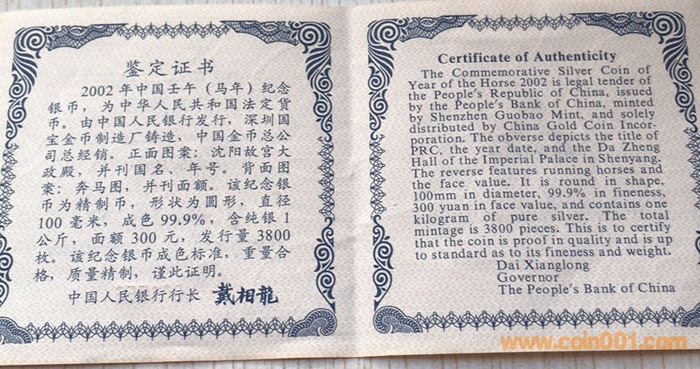 鉴定证书
2002年中国壬午（马年）纪念
银币，为中华人民共和国法定货
币。由中国人民银行发行，深圳国
宝金币制造厂铸造，中国金币总公
司总经销。正面图案：沈阳故宫大
政殿，并刊国名、年号。背面图
案：奔马图，并刊面额。该纪念银
币为精制币，形状为圆形，直径
100毫米，成色99.9%，含纯银1
公斤，面额300元，发行量3800
枚。该纪念银币成色标准，重量合
格，质量精制，谨此证明。
中国人民银行行长 戴相龍
Certificate of Authenticity
The Commemorative Silver Coin of
Year of the Horse 2002 is legal tender of
the People's Republic of China, issued
by the People's Bank of China, minted
by Shenzhen Guobao Mint, and solely
distributed by China Gold Coin Incor-
poration. The obverse depicts the title of
PRC, the year date, and the Da Zheng
Hall of the Imperial Palace in Shenyang.
The reverse features running horses and
the face value. It is round in shape,
100mm in diameter, 99.9% in fineness,
300 yuan in face value, and contains one
kilogram of pure silver. The total
mintage is 3800 pieces. This is to certify
that the coin is proof in quality and is up
to standard as to its fineness and weight.
Dai Xianglong
Governor
The People's Bank of China
www.coin001.com